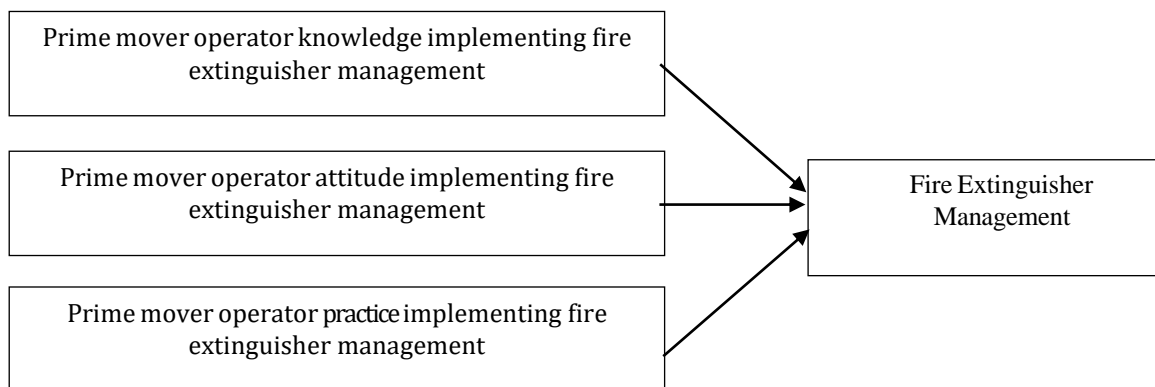 Prime mover operator knowledge implementing fire
extinguisher management
Prime mover operator attitude implementing fire
extinguisher management
Fire Extinguisher
Management
Prime mover operator practice implementing fire
extinguisher management